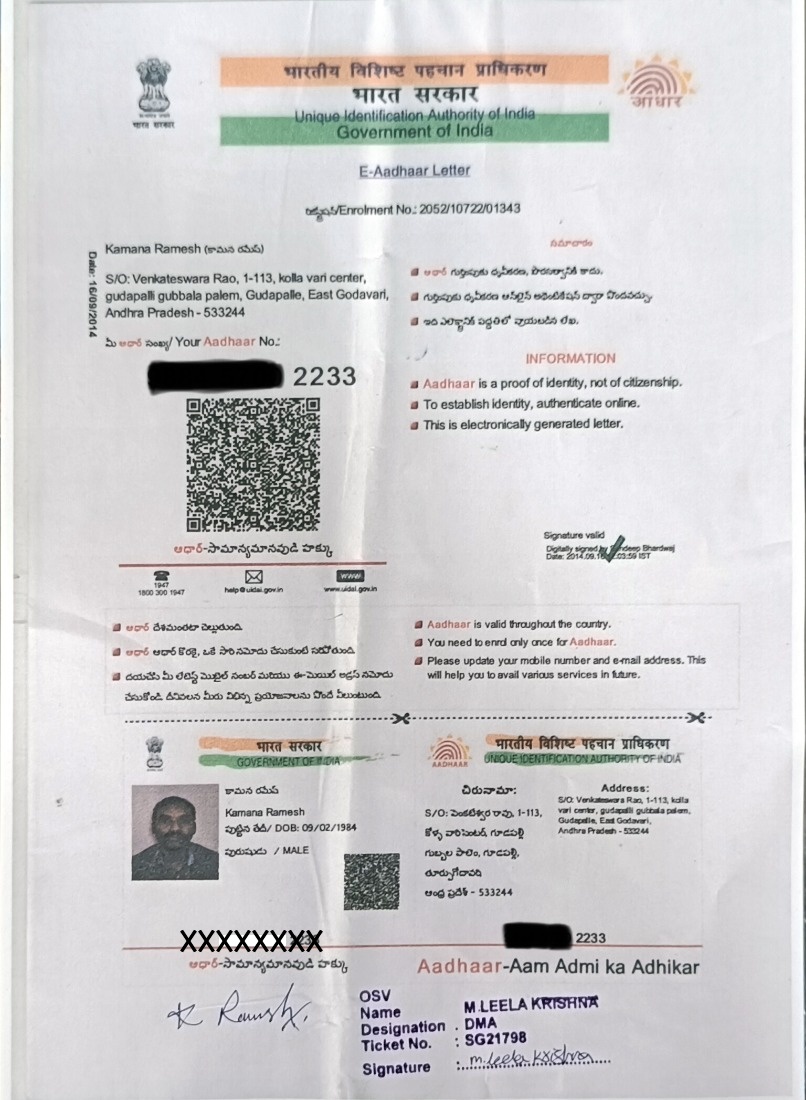 भारतीय विशिष्ट पहचान प्राधिकरण
भारत सरकार
Unique Identification Authority of India
Government of India
भारत सरकार
आधार
E-Aadhaar Letter
/Enrolment No.: 2052/10722/01343
Date: 16/09/2014
Kamana Ramesh (కామన రమేష్)
S/O: Venkateswara Rao, 1-113, kolla vari center,
gudapalli gubbala palem, Gudapalle, East Godavari,
Andhra Pradesh - 533244
మీ ఆధార్ సంఖ్య/ Your Aadhaar No.:
2233
ఆధార్-సామాన్యమానవుడి హక్కు
1947
1800 300 1947
help@uidai.gov.in
www
www.uidai.gov.in
సమాచారం
ఆధార్ గుర్తింపుకు ధృవీకరణ, పౌరసత్వానికి కాదు.
గుర్తింపుకు ధృవీకరణ ఆన్‌లైన్ అథెంటికేషన్ ద్వారా పొందవచ్చు
ఇది ఎలక్ట్రానిక్ పద్ధతిలో వ్రాయబడిన లేఖ.
INFORMATION
Aadhaar is a proof of identity, not of citizenship.
To establish identity, authenticate online.
This is electronically generated letter.
Signature valid
Digitally signed by Bhardwaj
Date: 2014.09.16 03:59 IST
ఆధార్ దేశమంతటా చెల్లుతుంది.
ఆధార్ ఆధార్ కొరకై, ఒకే సారి నమోదు చేసుకుంటే సరిపోతుంది.
దయచేసి మీ లేటెస్ట్ మొబైల్ నంబర్ మరియు ఈ-మెయిల్ అడ్రస్ నమోదు
చేసుకోండి. దీనివలన మీరు విభిన్న ప్రయోజనాలను పొందే వీలుంటుంది.
Aadhaar is valid throughout the country.
You need to enrol only once for Aadhaar.
Please update your mobile number and e-mail address. This
will help you to avail various services in future.
भारत सरकार
GOVERNMENT OF INDIA
కామన రమేష్
Kamana Ramesh
పుట్టిన తేదీ/ DOB: 09/02/1984
పురుషుడు / MALE
XXXXXXXX
ఆధార్-సామాన్యమానవుడి హక్కు
AADHAAR
भारतीय विशिष्ट पहचान प्राधिकरण
UNIQUE IDENTIFICATION AUTHORITY OF INDIA
చిరునామా:
S/O: వెంకటేశ్వర రావు, 1-113,
కొళ్ళ వారి సెంటర్, గూడపల్లి
గుబ్బల పాలెం, గూడపల్లి,
తూర్పుగోదావరి
ఆంధ్ర ప్రదేశ్ - 533244
Address:
S/O: Venkateswara Rao, 1-113, kolla
vari center, gudapalli gubbala palem,
Gudapalle, East Godavari,
Andhra Pradesh - 533244
2233
Aadhaar-Aam Admi ka Adhikar
K Ramesh.
OSV
Name M.LEELA KRISHNA
Designation . DMA
Ticket No. : SG21798
Signature : m.leela krishna